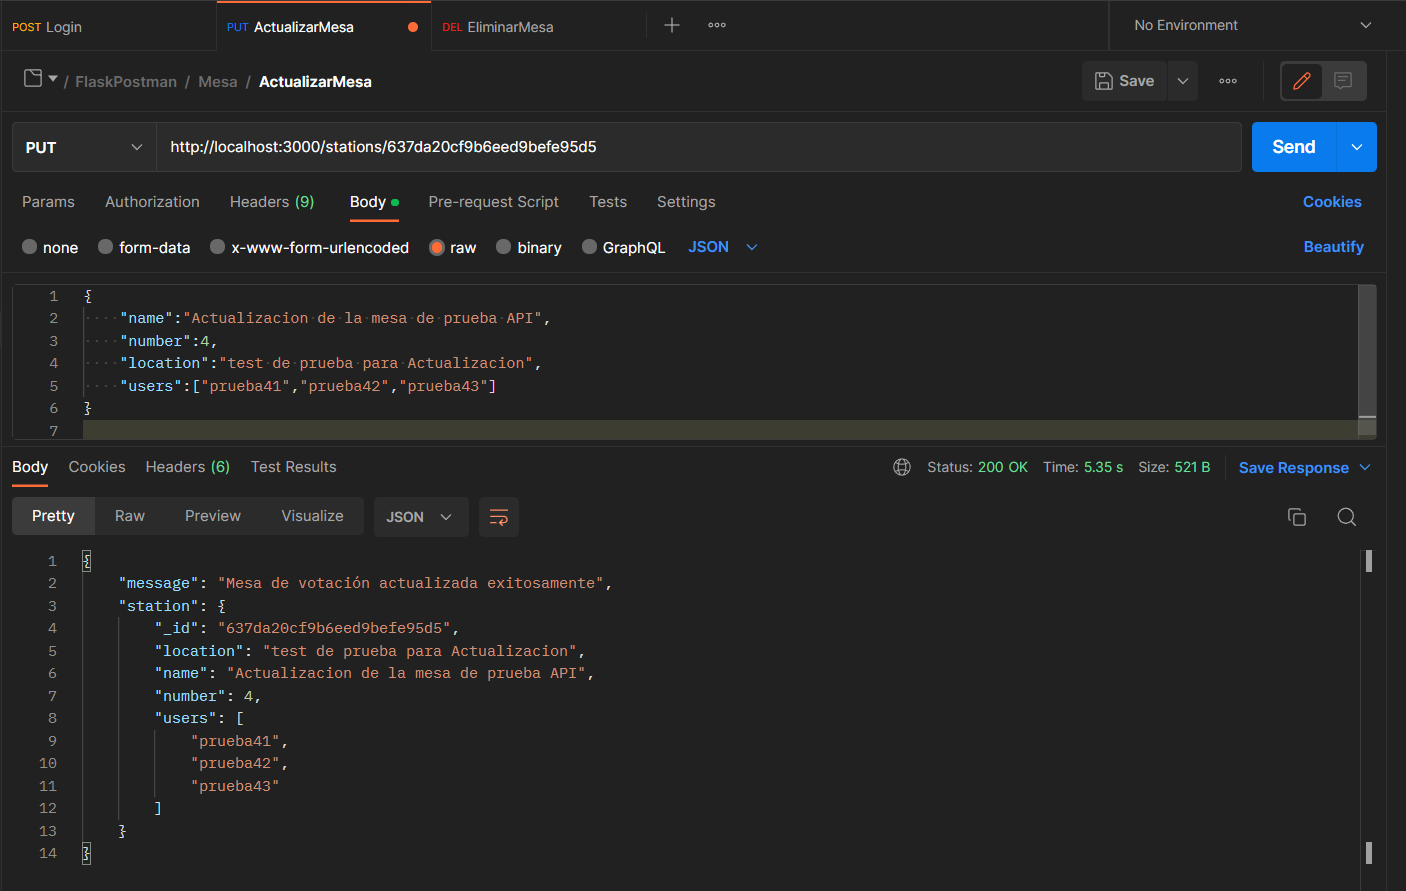 POST Login PUT ActualizarMesa DEL EliminarMesa No Environment
/ FlaskPostman / Mesa / ActualizarMesa Save
PUT http://localhost:3000/stations/637da20cf9b6eed9befe95d5 Send
Params Authorization Headers (9) Body Pre-request Script Tests Settings Cookies
none form-data x-www-form-urlencoded raw binary GraphQL JSON Beautify
1 {
2 "name":"Actualizacion de la mesa de prueba API",
3 "number":4,
4 "location":"test de prueba para Actualizacion",
5 "users":["prueba41","prueba42","prueba43"]
6 }
7
Body Cookies Headers (6) Test Results Status: 200 OK Time: 5.35 s Size: 521 B Save Response
Pretty Raw Preview Visualize JSON
1 {
2 "message": "Mesa de votación actualizada exitosamente",
3 "station": {
4 "_id": "637da20cf9b6eed9befe95d5",
5 "location": "test de prueba para Actualizacion",
6 "name": "Actualizacion de la mesa de prueba API",
7 "number": 4,
8 "users": [
9 "prueba41",
10 "prueba42",
11 "prueba43"
12 ]
13 }
14 }